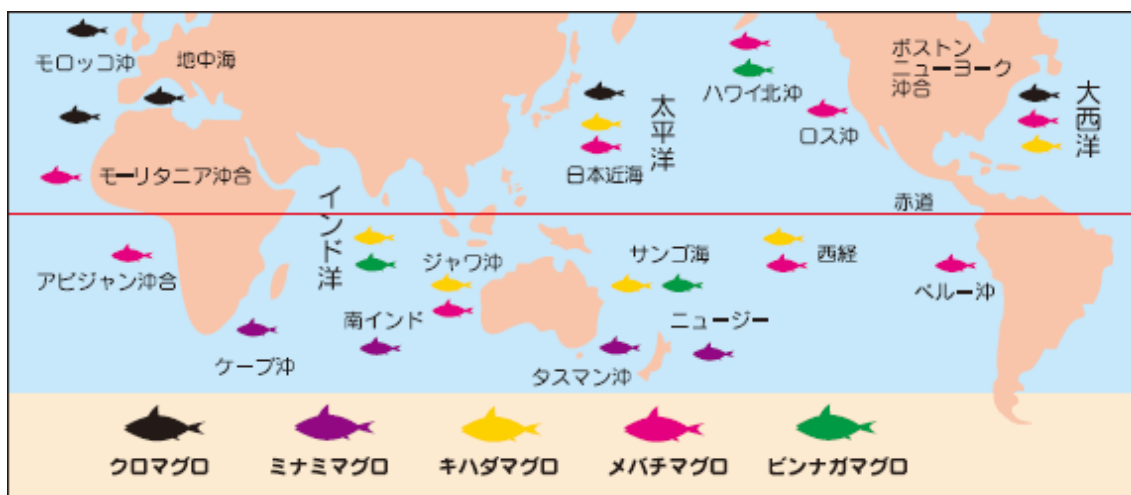 モロッコ沖
地中海
モーリタニア沖合
アビジャン沖合
ケープ沖
インド洋
南インド
ジャワ沖
日本近海
太平洋
サンゴ海
タスマン沖
ニュージー
ハワイ北沖
ロス沖
西経
赤道
ボストン
ニューヨーク
沖合
大西洋
ペルー沖
クロマグロ
ミナミマグロ
キハダマグロ
メバチマグロ
ビンナガマグロ